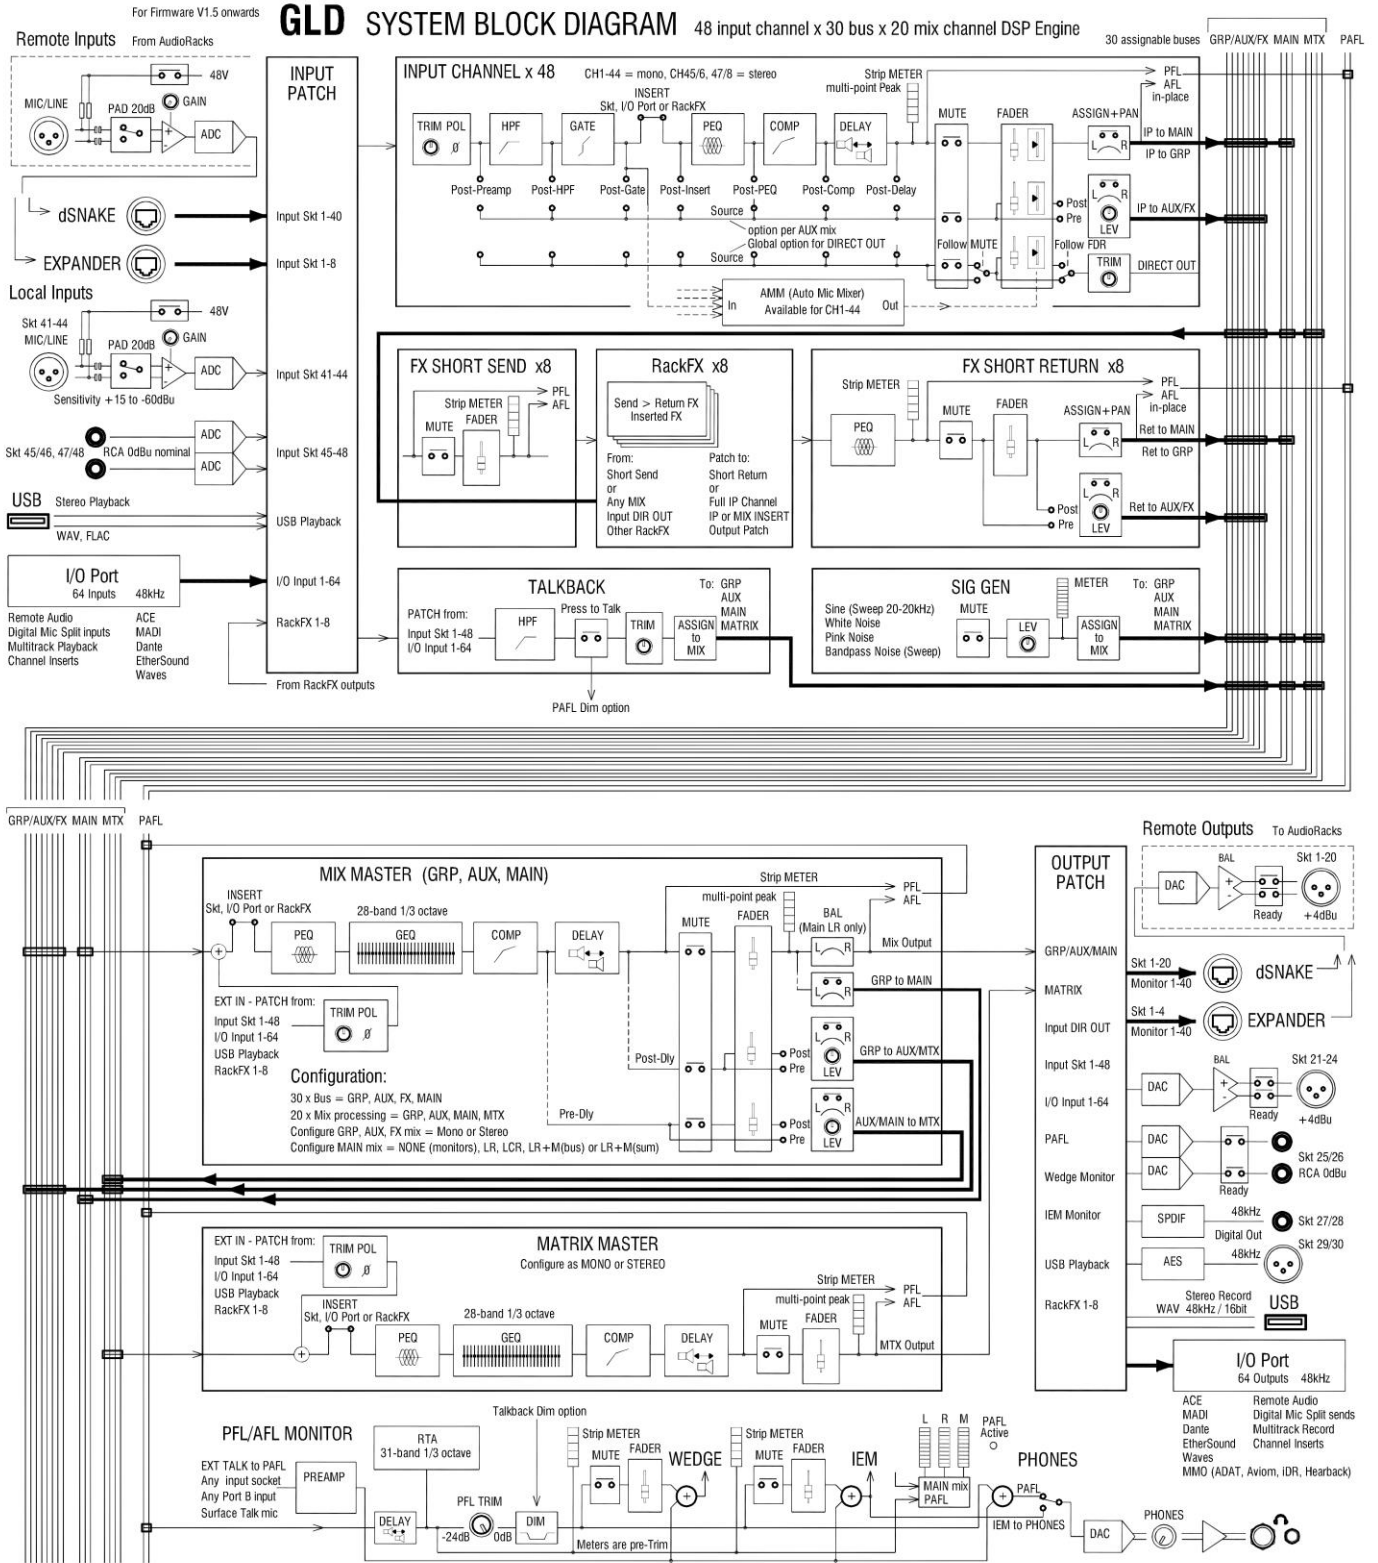 For Firmware V1.5 onwards
GLD SYSTEM BLOCK DIAGRAM 48 input channel x 30 bus x 20 mix channel DSP Engine
30 assignable buses GRP/AUX/FX MAIN MTX PAFL
Remote Inputs From AudioRacks
48V
MIC/LINE
PAD 20dB
GAIN
ADC
dSNAKE
EXPANDER
Local Inputs
Skt 41-44
MIC/LINE
48V
PAD 20dB
GAIN
ADC
Sensitivity +15 to -60dBu
Skt 45/46, 47/48
RCA 0dBu nominal
ADC
ADC
USB Stereo Playback
WAV, FLAC
I/O Port
64 Inputs 48kHz
Remote Audio
Digital Mic Split inputs
Multitrack Playback
Channel Inserts
ACE
MADI
Dante
EtherSound
Waves
INPUT
PATCH
Input Skt 1-40
Input Skt 1-8
Input Skt 41-44
Input Skt 45-48
USB Playback
I/O Input 1-64
RackFX 1-8
From RackFX outputs
INPUT CHANNEL x 48 CH1-44 = mono, CH45/6, 47/8 = stereo
INSERT
Skt, I/O Port or RackFX
Strip METER
multi-point Peak
PFL
AFL
in-place
TRIM POL
Ø
HPF
GATE
PEQ
COMP
DELAY
MUTE
FADER
ASSIGN+PAN
L R
IP to MAIN
IP to GRP
Post-Preamp
Post-HPF
Post-Gate
Post-Insert
Post-PEQ
Post-Comp
Post-Delay
Source
option per AUX mix
Global option for DIRECT OUT
Source
Post
Pre
L R
LEV
IP to AUX/FX
Follow MUTE
Follow FDR
TRIM
DIRECT OUT
AMM (Auto Mic Mixer)
Available for CH1-44
In
Out
FX SHORT SEND x8
PFL
AFL
Strip METER
FADER
MUTE
RackFX x8
Send > Return FX
Inserted FX
From:
Short Send
or
Any MIX
Input DIR OUT
Other RackFX
Patch to:
Short Return
or
Full IP Channel
IP or MIX INSERT
Output Patch
FX SHORT RETURN x8
Strip METER
PFL
AFL
in-place
PEQ
MUTE
FADER
ASSIGN+PAN
L R
Ret to MAIN
Ret to GRP
Post
Pre
L R
LEV
Ret to AUX/FX
TALKBACK
PATCH from:
Input Skt 1-48
I/O Input 1-64
HPF
Press to Talk
TRIM
ASSIGN
to
MIX
To: GRP
AUX
MAIN
MATRIX
PAFL Dim option
SIG GEN
Sine (Sweep 20-20kHz)
White Noise
Pink Noise
Bandpass Noise (Sweep)
MUTE
LEV
METER
ASSIGN
to
MIX
To: GRP
AUX
MAIN
MATRIX
GRP/AUX/FX MAIN MTX PAFL
MIX MASTER (GRP, AUX, MAIN)
INSERT
Skt, I/O Port or RackFX
28-band 1/3 octave
PEQ
GEQ
COMP
DELAY
Strip METER
multi-point peak
PFL
AFL
MUTE
FADER
BAL
(Main LR only)
L R
Mix Output
L R
GRP to MAIN
EXT IN - PATCH from:
Input Skt 1-48
I/O Input 1-64
USB Playback
RackFX 1-8
TRIM POL
Ø
Post-Dly
Post
Pre
L R
LEV
GRP to AUX/MTX
Pre-Dly
Post
Pre
L R
LEV
AUX/MAIN to MTX
Configuration:
30 x Bus = GRP, AUX, FX, MAIN
20 x Mix processing = GRP, AUX, MAIN, MTX
Configure GRP, AUX, FX mix = Mono or Stereo
Configure MAIN mix = NONE (monitors), LR, LCR, LR+M(bus) or LR+M(sum)
EXT IN - PATCH from:
Input Skt 1-48
I/O Input 1-64
USB Playback
RackFX 1-8
TRIM POL
Ø
MATRIX MASTER
Configure as MONO or STEREO
INSERT
Skt, I/O Port or RackFX
28-band 1/3 octave
PEQ
GEQ
COMP
DELAY
Strip METER
multi-point peak
PFL
AFL
MUTE
FADER
MTX Output
OUTPUT
PATCH
GRP/AUX/MAIN
MATRIX
Input DIR OUT
Input Skt 1-48
I/O Input 1-64
PAFL
Wedge Monitor
IEM Monitor
USB Playback
RackFX 1-8
Remote Outputs To AudioRacks
DAC
BAL
Ready
Skt 1-20
+4dBu
Skt 1-20
Monitor 1-40
dSNAKE
Skt 1-4
Monitor 1-40
EXPANDER
DAC
BAL
Ready
Skt 21-24
+4dBu
DAC
DAC
Ready
Skt 25/26
RCA 0dBu
SPDIF
48kHz
Digital Out
Skt 27/28
AES
48kHz
Skt 29/30
Stereo Record
WAV 48kHz / 16bit
USB
I/O Port
64 Outputs 48kHz
ACE
MADI
Dante
EtherSound
Waves
MMO (ADAT, Aviom, iDR, Hearback)
Remote Audio
Digital Mic Split sends
Multitrack Record
Channel Inserts
PFL/AFL MONITOR
EXT TALK to PAFL
Any input socket
Any Port B input
Surface Talk mic
PREAMP
RTA
31-band 1/3 octave
DELAY
PFL TRIM
-24dB
0dB
Talkback Dim option
DIM
Strip METER
MUTE
FADER
WEDGE
Meters are pre-Trim
Strip METER
MUTE
FADER
IEM
L R M
PAFL
Active
MAIN mix
PAFL
PHONES
PAFL
IEM to PHONES
DAC
PHONES